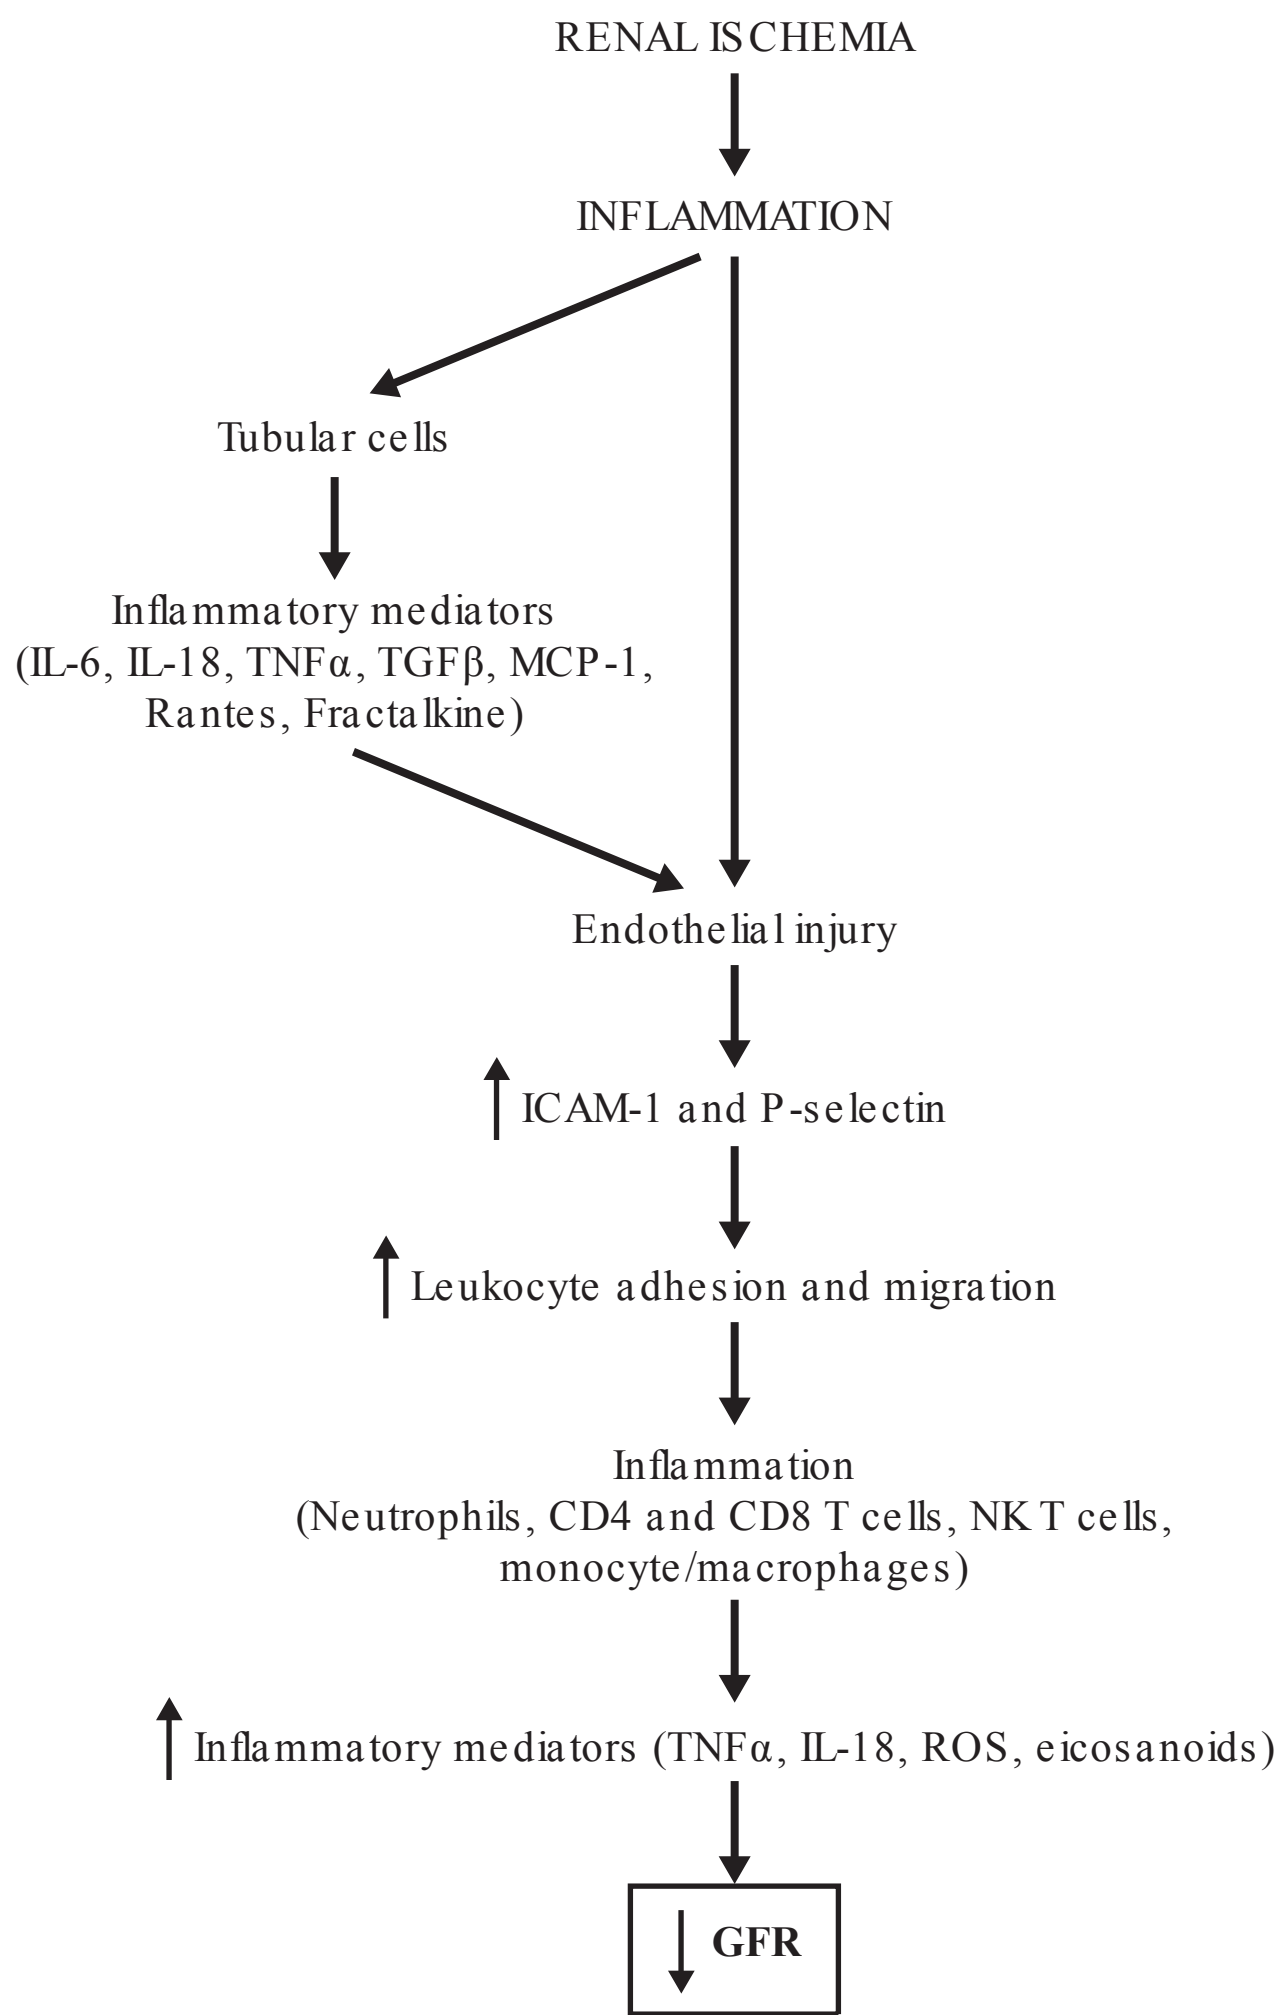 RENAL ISCHEMIA
INFLAMMATION
Tubular cells
Inflammatory mediators
(IL-6, IL-18, TNFα, TGFβ, MCP-1,
Rantes, Fractalkine)
Endothelial injury
↑ ICAM-1 and P-selectin
↑ Leukocyte adhesion and migration
Inflammation
(Neutrophils, CD4 and CD8 T cells, NK T cells,
monocyte/macrophages)
↑ Inflammatory mediators (TNFα, IL-18, ROS, eicosanoids)
↓ GFR